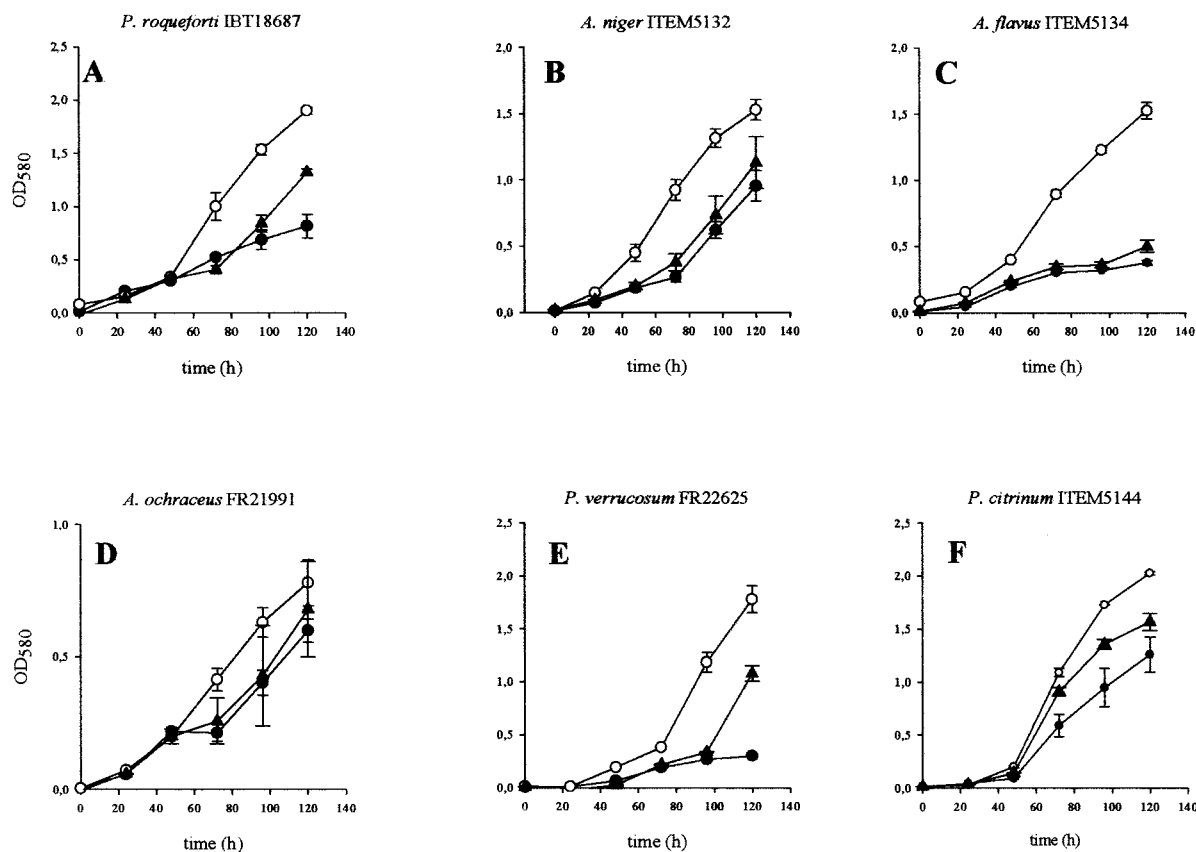 P. roqueforti IBT18687
A
2,5
2,0
1,5
1,0
0,5
0,0
OD580
0 20 40 60 80 100 120 140
time (h)
A. niger ITEM5132
B
2,0
1,5
1,0
0,5
0,0
0 20 40 60 80 100 120 140
time (h)
A. flavus ITEM5134
C
2,0
1,5
1,0
0,5
0,0
0 20 40 60 80 100 120 140
time (h)
A. ochraceus FR21991
D
1,0
0,5
0,0
OD580
0 20 40 60 80 100 120 140
time (h)
P. verrucosum FR22625
E
2,5
2,0
1,5
1,0
0,5
0,0
0 20 40 60 80 100 120 140
time (h)
P. citrinum ITEM5144
F
2,5
2,0
1,5
1,0
0,5
0,0
0 20 40 60 80 100 120 140
time (h)